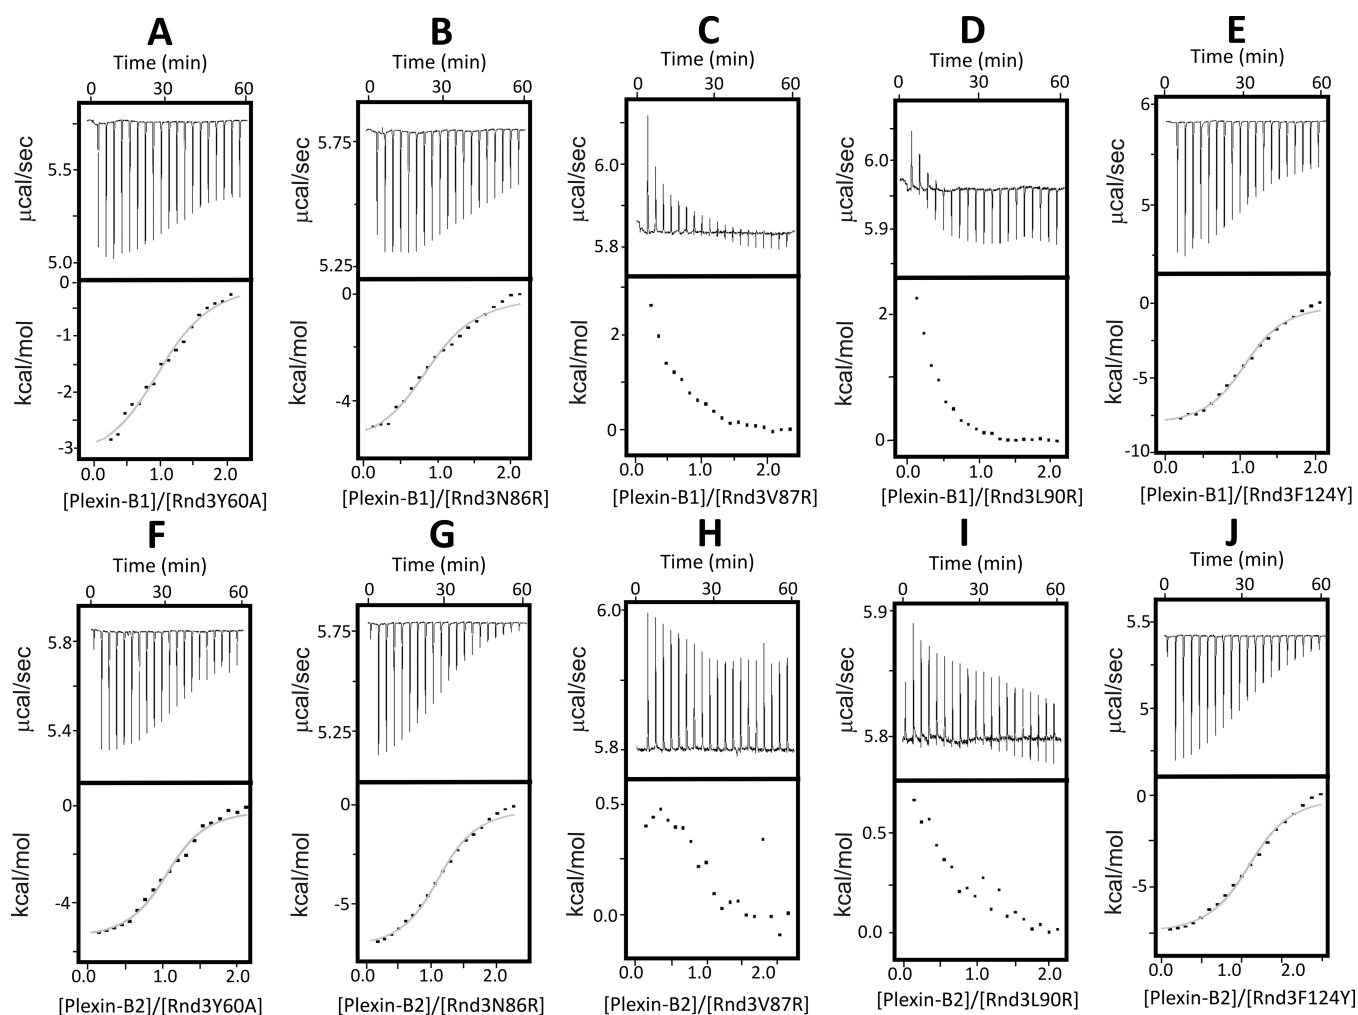 A B C D E
Time (min) Time (min) Time (min) Time (min) Time (min)
0 30 60 0 30 60 0 30 60 0 30 60 0 30 60
μcal/sec 5.5 5.0
μcal/sec 5.75 5.25
μcal/sec 6.0 5.8
μcal/sec 6.0 5.9
μcal/sec 6 5
kcal/mol 0 -1 -2 -3
kcal/mol 0 -4
kcal/mol 2 0
kcal/mol 2 0
kcal/mol 0 -5 -10
0.0 1.0 2.0 0.0 1.0 2.0 0.0 1.0 2.0 0.0 1.0 2.0 0.0 1.0 2.0
[Plexin-B1]/[Rnd3Y60A] [Plexin-B1]/[Rnd3N86R] [Plexin-B1]/[Rnd3V87R] [Plexin-B1]/[Rnd3L90R] [Plexin-B1]/[Rnd3F124Y]
F G H I J
Time (min) Time (min) Time (min) Time (min) Time (min)
0 30 60 0 30 60 0 30 60 0 30 60 0 30 60
μcal/sec 5.8 5.4
μcal/sec 5.75 5.25
μcal/sec 6.0 5.8
μcal/sec 5.9 5.8
μcal/sec 5.5 5
kcal/mol 0 -4
kcal/mol 0 -5
kcal/mol 0.5 0.0
kcal/mol 0.5 0.0
kcal/mol 0 -5
0.0 1.0 2.0 0.0 1.0 2.0 0.0 1.0 2.0 0.0 1.0 2.0 0.0 1.0 2.0
[Plexin-B2]/[Rnd3Y60A] [Plexin-B2]/[Rnd3N86R] [Plexin-B2]/[Rnd3V87R] [Plexin-B2]/[Rnd3L90R] [Plexin-B2]/[Rnd3F124Y]